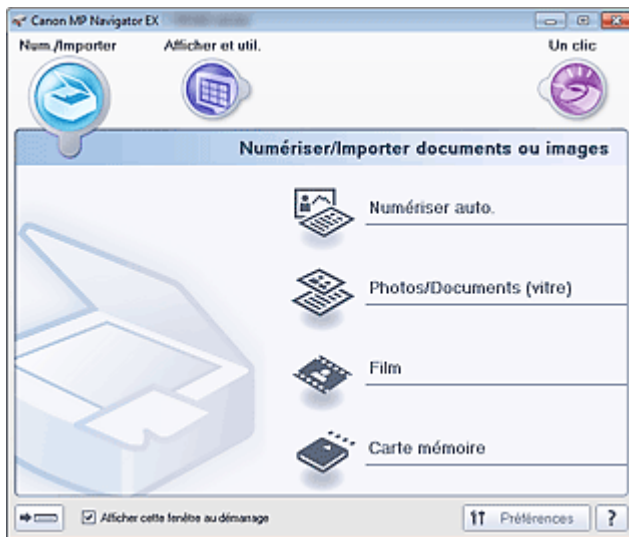 Canon MP Navigator EX
Num./Importer
Afficher et util.
Un clic
Numériser/Importer documents ou images
Numériser auto.
Photos/Documents (vitre)
Film
Carte mémoire
Afficher cette fenêtre au démarrage
Préférences
?